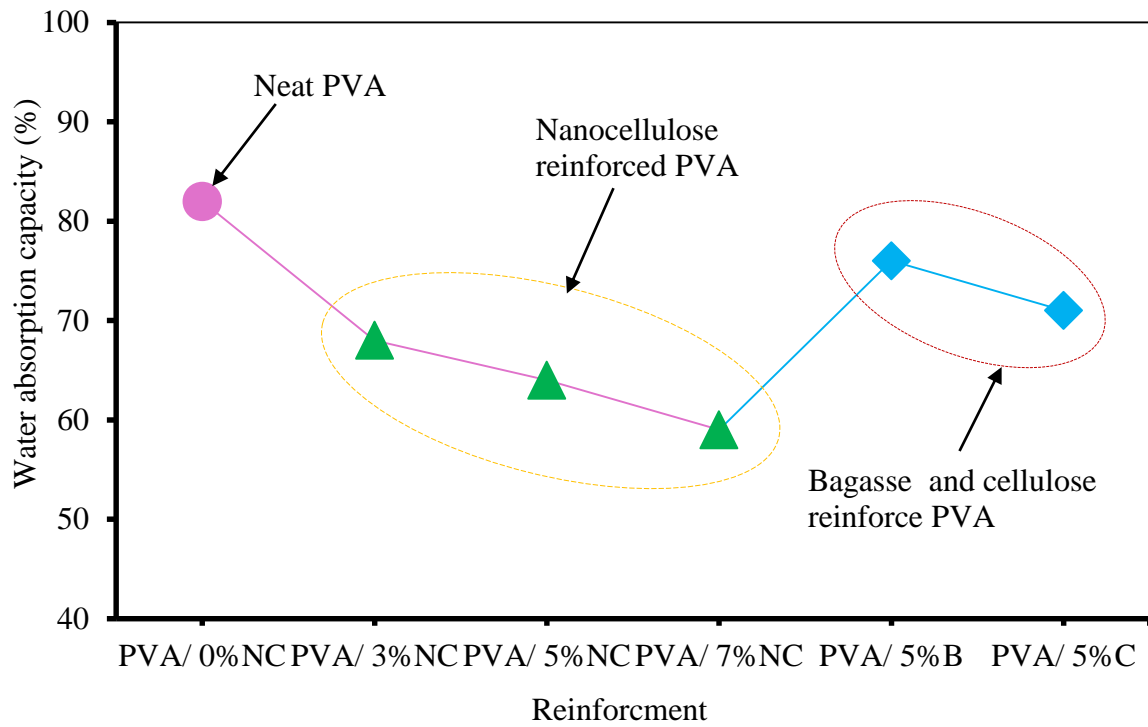 Water absorption capacity (%)
100
90
80
70
60
50
40
Neat PVA
Nanocellulose
reinforced PVA
Bagasse  and cellulose
reinforce PVA
PVA/ 0%NC PVA/ 3%NC PVA/ 5%NC PVA/ 7%NC PVA/ 5%B PVA/ 5%C
Reinforcment